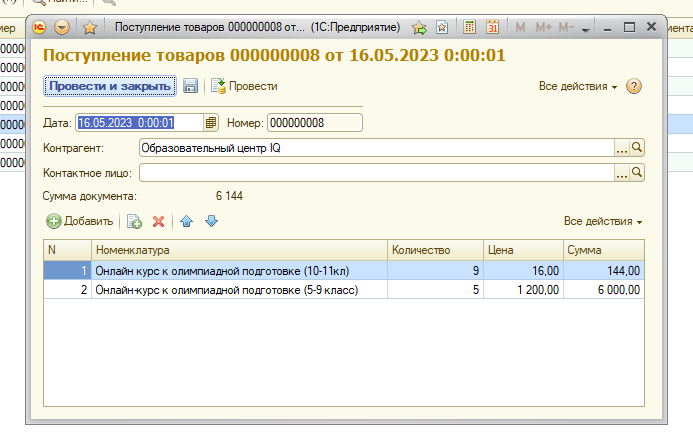 Найти...
Поступление товаров 000000008 от... (1С:Предприятие)
M M+ M-
Поступление товаров 000000008 от 16.05.2023 0:00:01
Провести и закрыть Провести Все действия ?
Дата: 16.05.2023 0:00:01 Номер: 000000008
Контрагент: Образовательный центр IQ ...
Контактное лицо: ...
Сумма документа: 6 144
Добавить Все действия
N Номенклатура Количество Цена Сумма
1 Онлайн курс к олимпиадной подготовке (10-11кл) 9 16,00 144,00
2 Онлайн-курс к олимпиадной подготовке (5-9 класс) 5 1 200,00 6 000,00